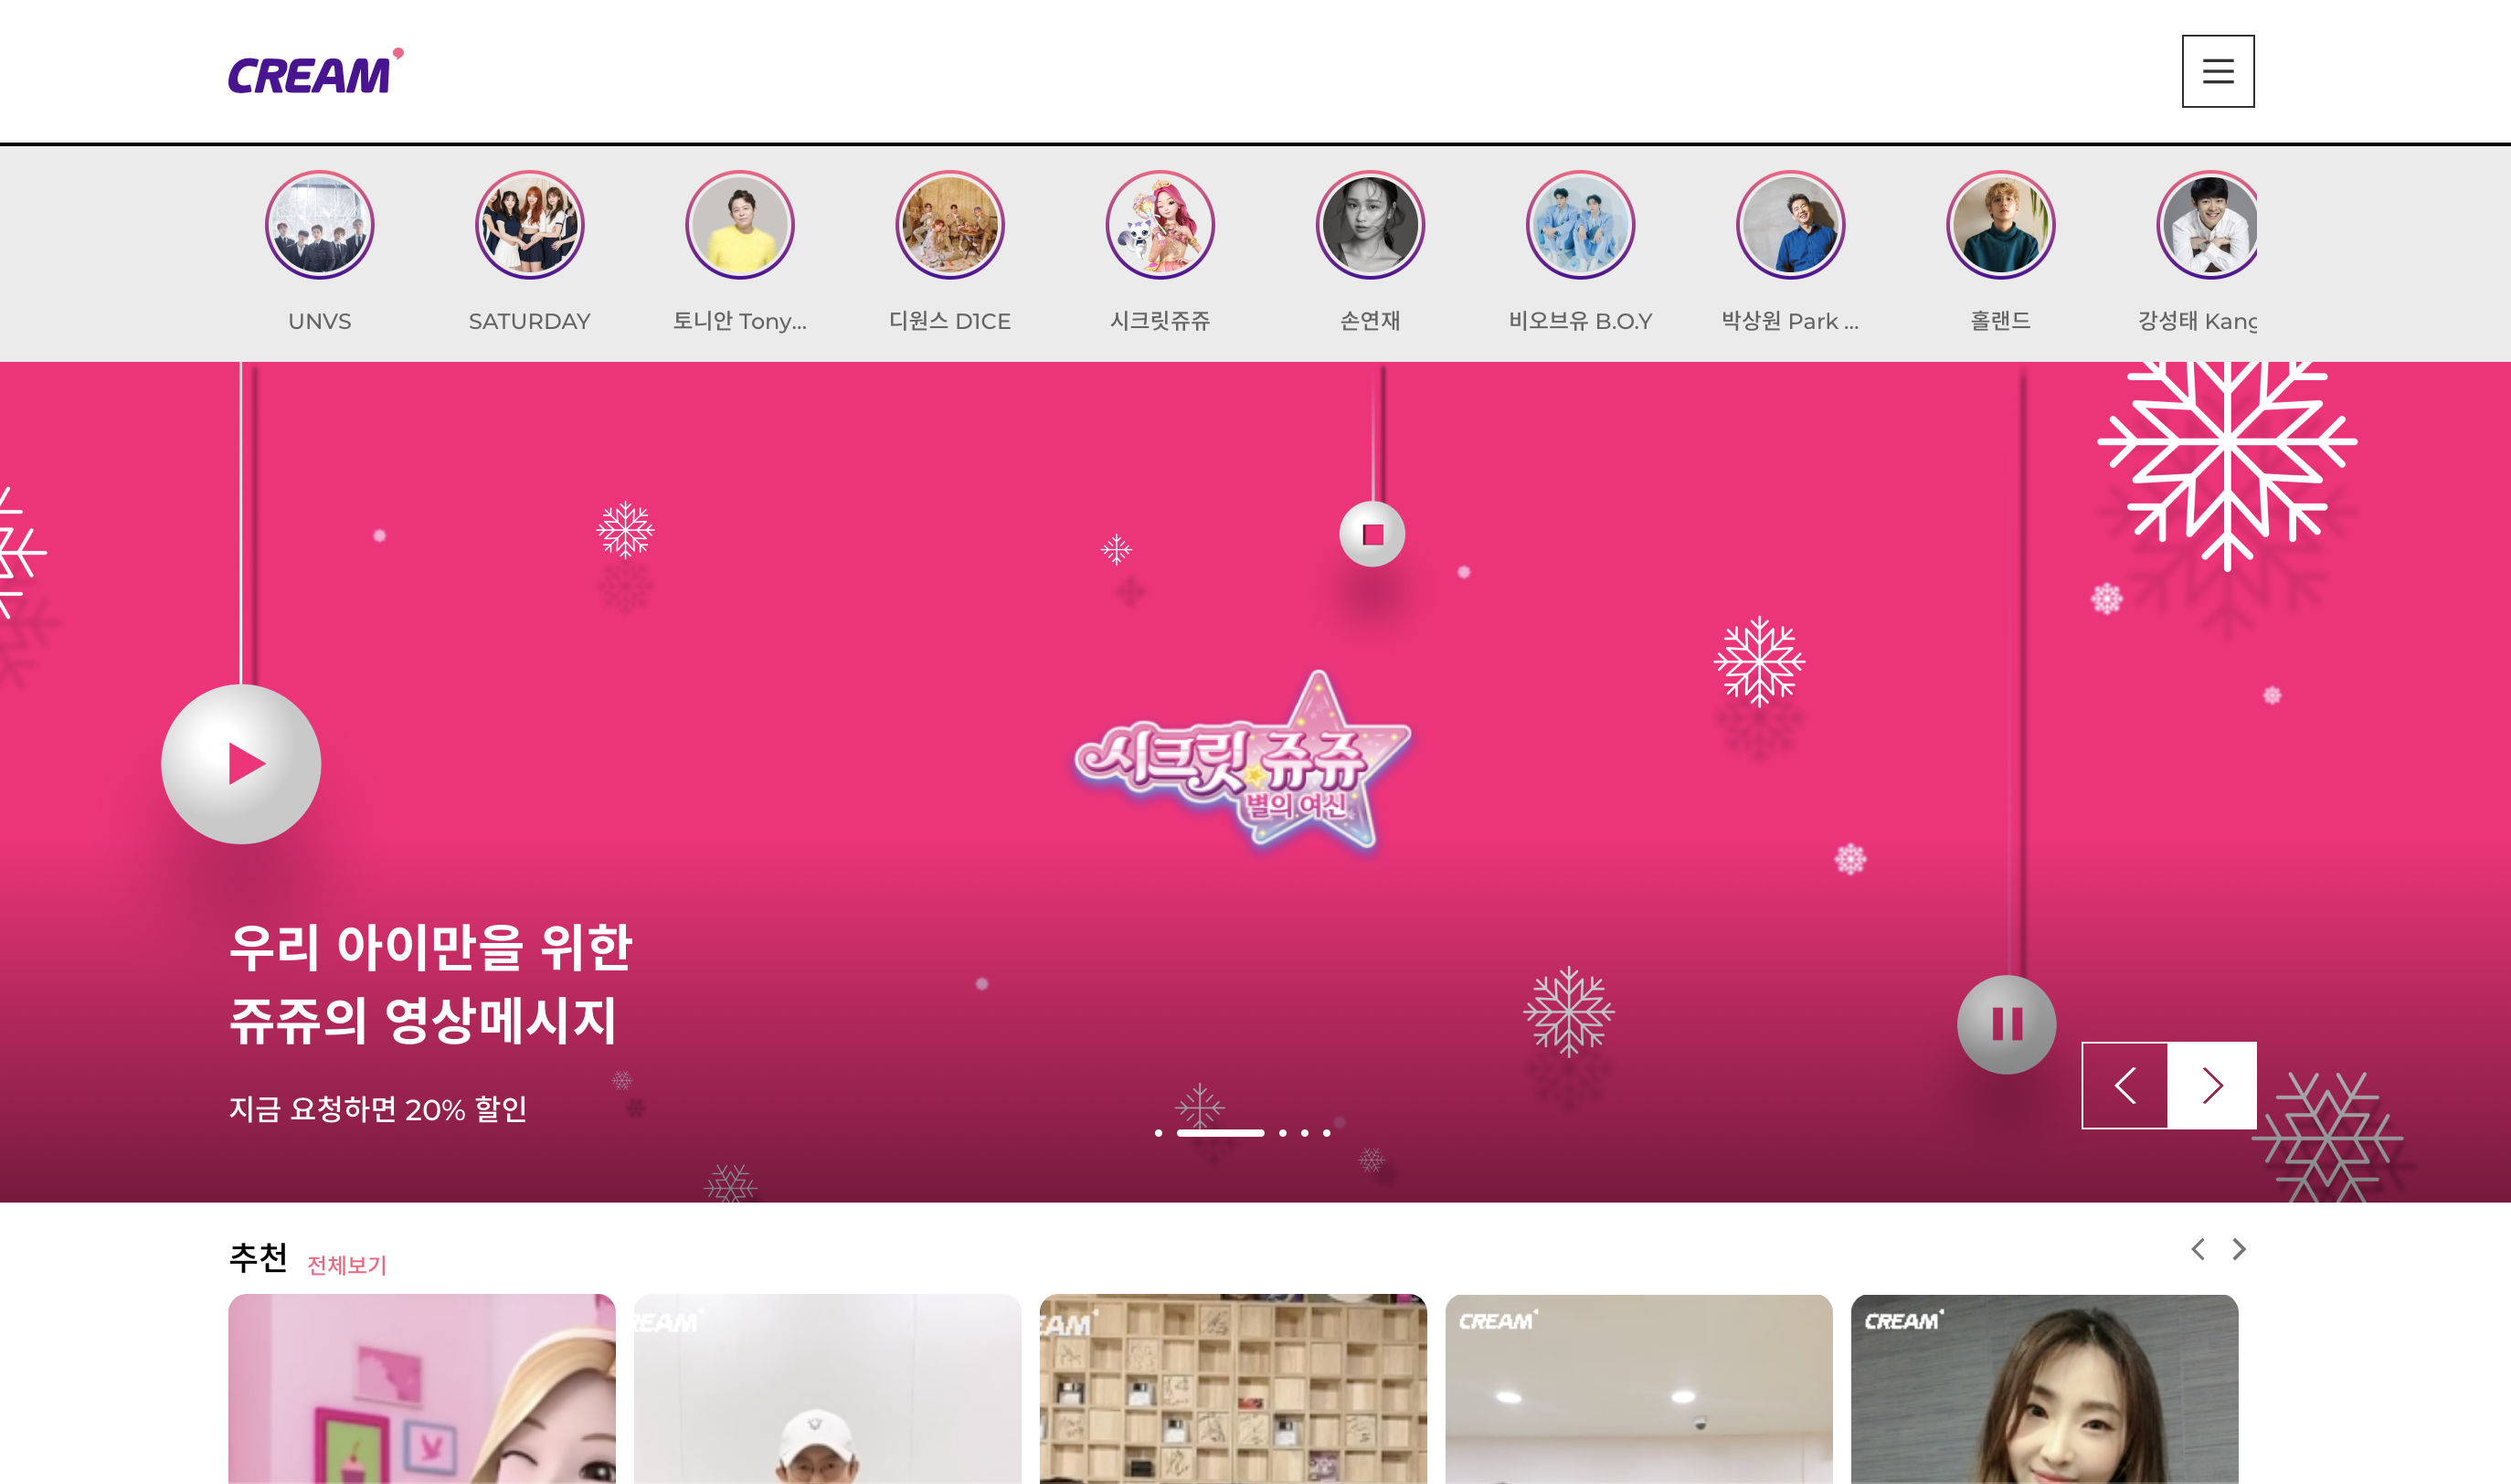 CREAM
UNVS
SATURDAY
토니안 Tony...
디원스 D1CE
시크릿쥬쥬
손연재
비오브유 B.O.Y
박상원 Park ...
홀랜드
강성태 Kang
시크릿 쥬쥬
별의 여신
우리 아이만을 위한
쥬쥬의 영상메시지
지금 요청하면 20% 할인
추천 전체보기
REAM
EAM
CREAM
CREAM